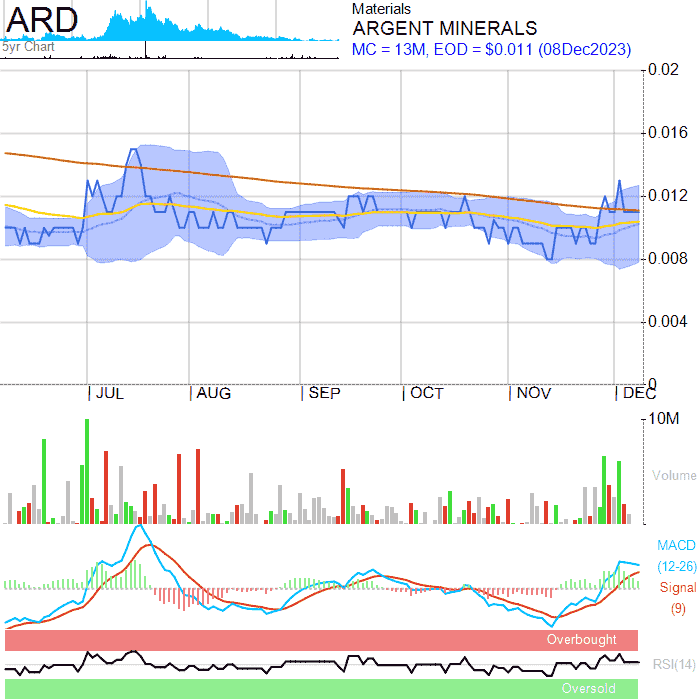 ARD
5yr Chart
Materials
ARGENT MINERALS
MC = 13M, EOD = $0.011 (08Dec2023)
0.02
0.016
0.012
0.008
0.004
0
JUL AUG SEP OCT NOV DEC
10M
Volume
MACD
(12-26)
Signal
(9)
Overbought
RSI(14)
Oversold